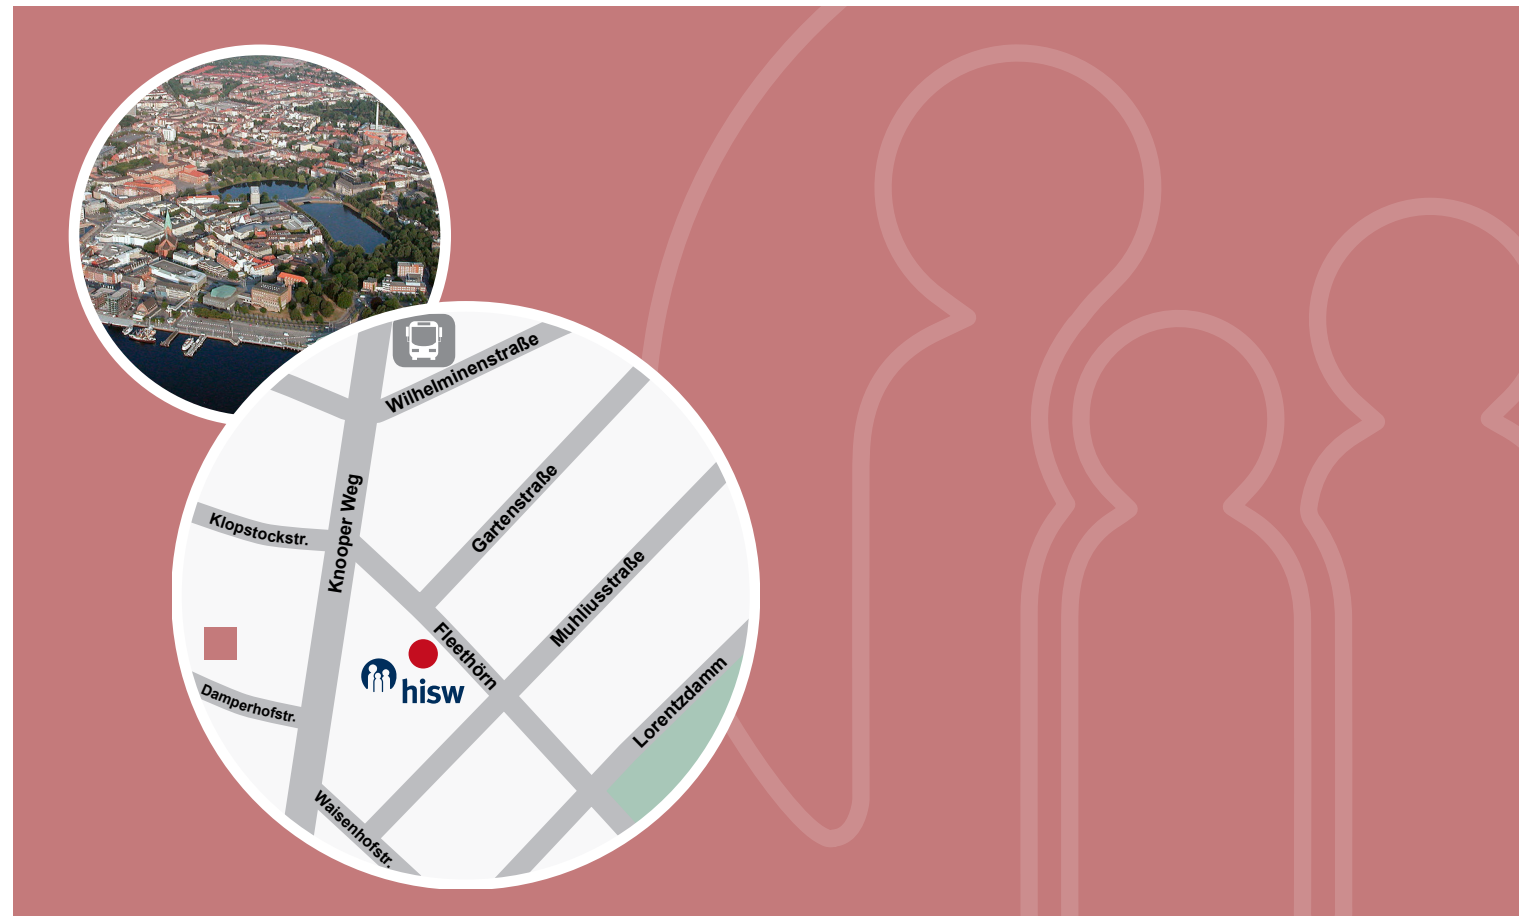 Wilhelminenstraße
Gartenstraße
Knooper Weg
Klopstockstr.
Muhliusstraße
Fleethörn
hisw
Lorentzdamm
Damperhofstr.
Waisenhofstr.